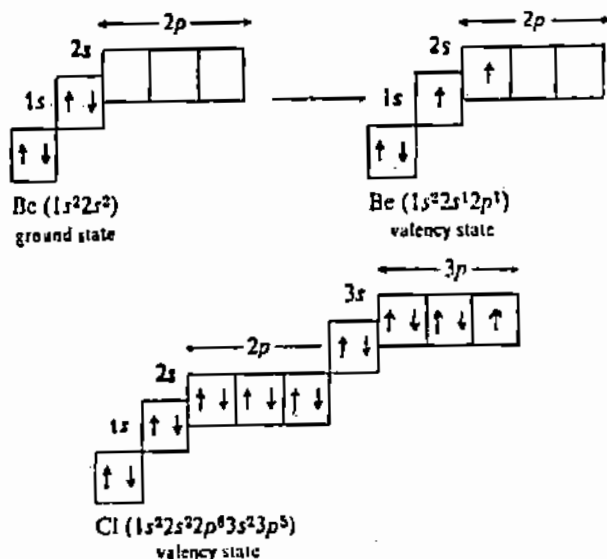 2p 2p
2s 2s
1s ↑ ↓ 1s ↑ ↑
↑ ↓ ↑ ↓
Be (1s²2s²) Be (1s²2s¹2p¹)
ground state valency state
3p
3s ↑ ↓ ↑ ↓ ↑
2p ↑ ↓
2s ↑ ↓ ↑ ↓ ↑ ↓
1s ↑ ↓
↑ ↓
Cl (1s²2s²2p⁶3s²3p⁵)
valency state